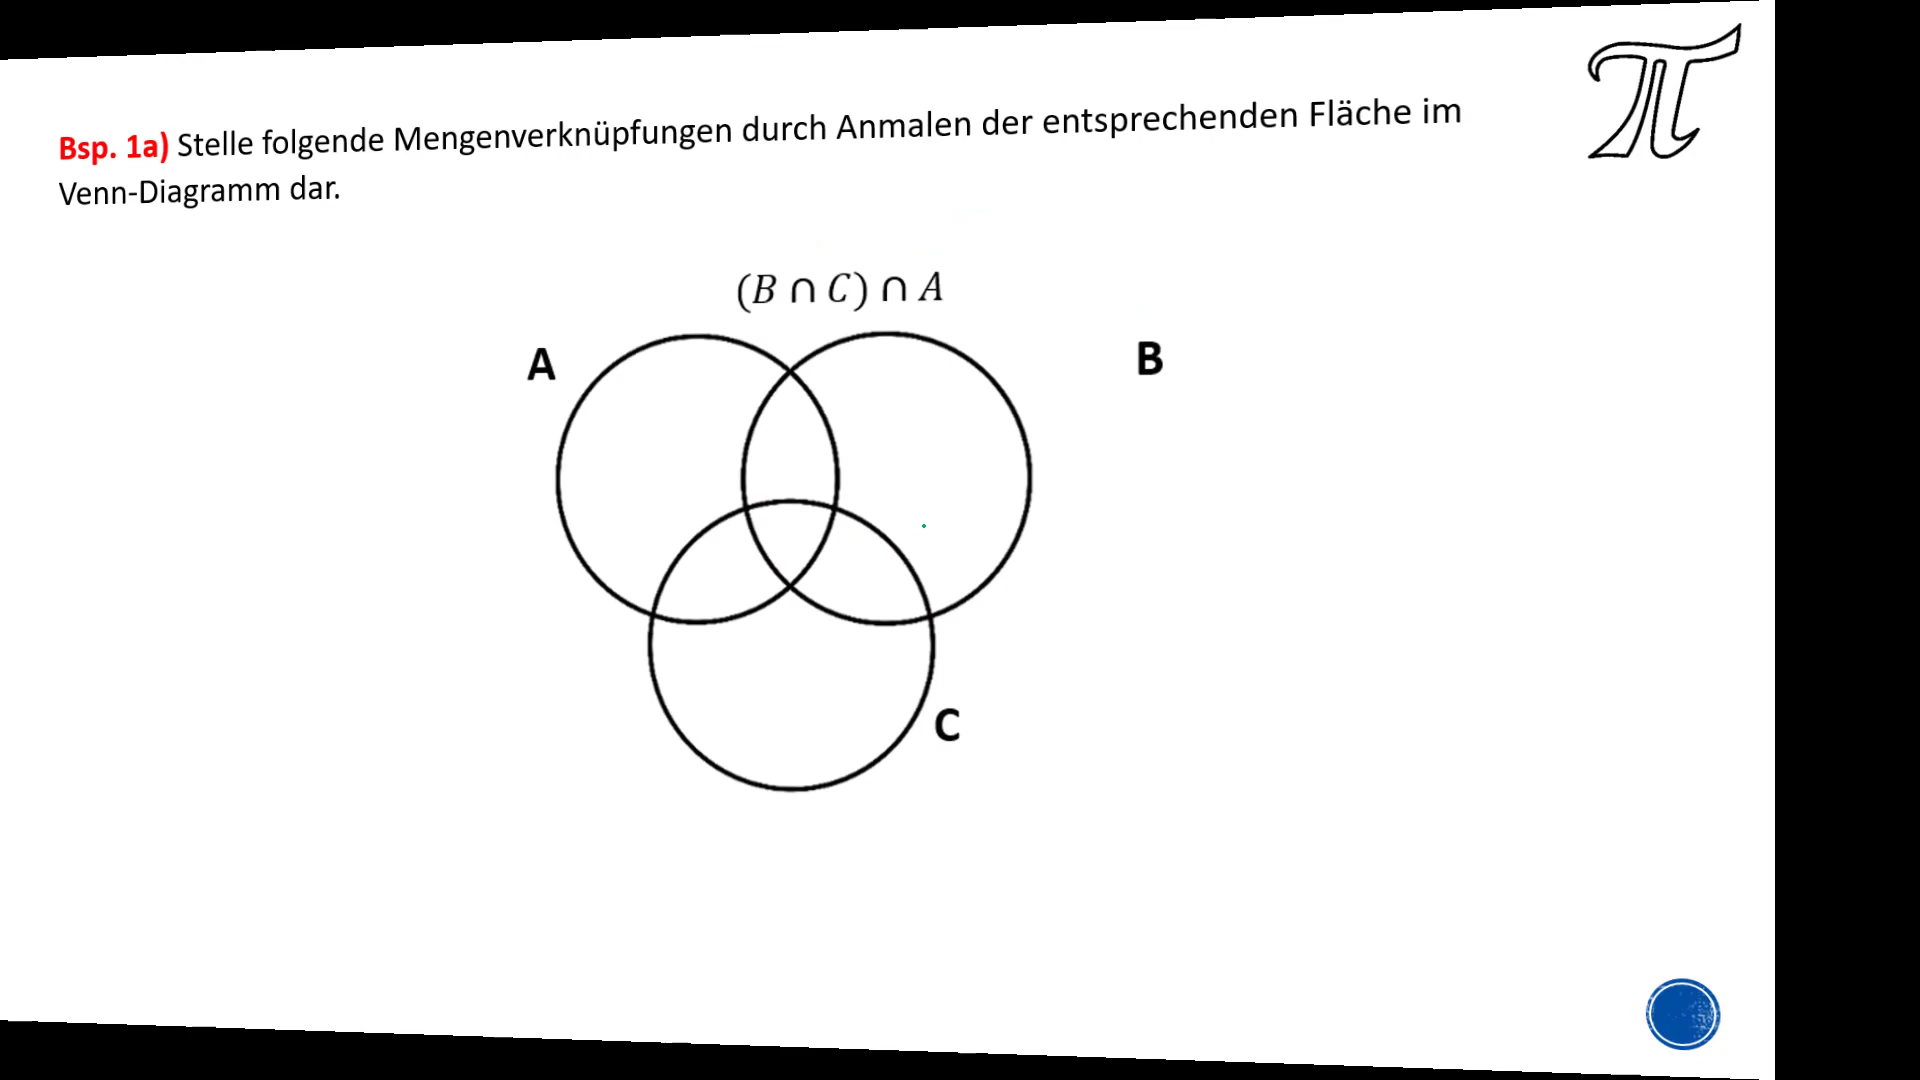 Bsp. 1a) Stelle folgende Mengenverknüpfungen durch Anmalen der entsprechenden Fläche im
Venn-Diagramm dar.
π
(B ∩ C) ∩ A
A
B
C